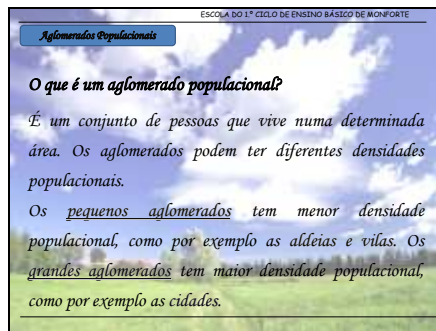 ESCOLA DO 1.º CICLO DE ENSINO BÁSICO DE MONFORTE
Aglomerados Populacionais
O que é um aglomerado populacional?
É um conjunto de pessoas que vive numa determinada
área. Os aglomerados podem ter diferentes densidades
populacionais.
Os pequenos aglomerados tem menor densidade
populacional, como por exemplo as aldeias e vilas. Os
grandes aglomerados tem maior densidade populacional,
como por exemplo as cidades.